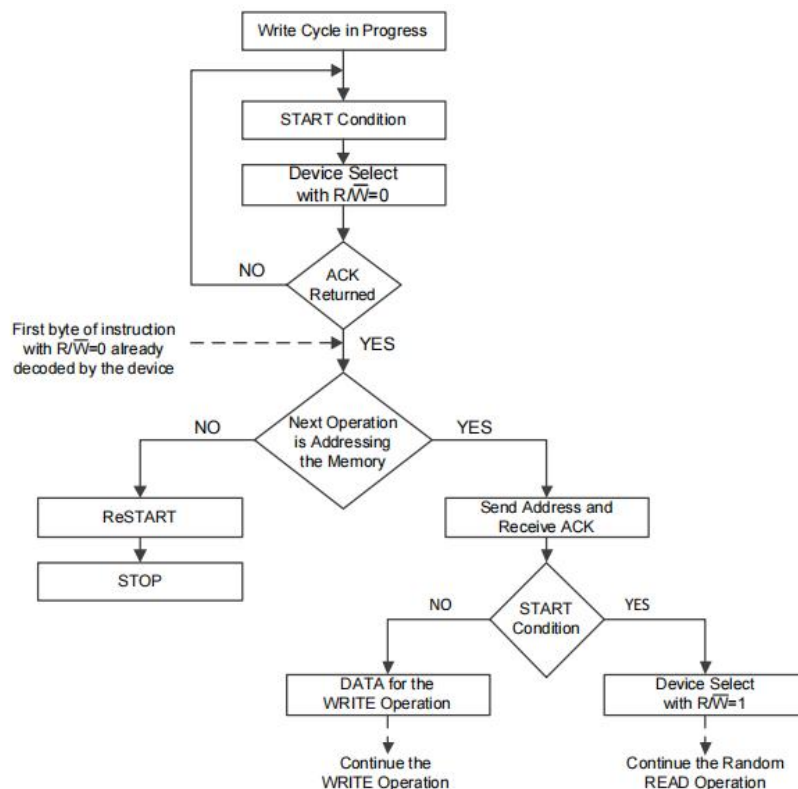 Write Cycle in Progress
START Condition
Device Select
with R/W̅=0
NO
ACK
Returned
First byte of instruction
with R/W̅=0 already
decoded by the device
YES
Next Operation
is Addressing
the Memory
NO
YES
ReSTART
Send Address and
Receive ACK
STOP
NO
START
Condition
YES
DATA for the
WRITE Operation
Device Select
with R/W̅=1
Continue the
WRITE Operation
Continue the Random
READ Operation